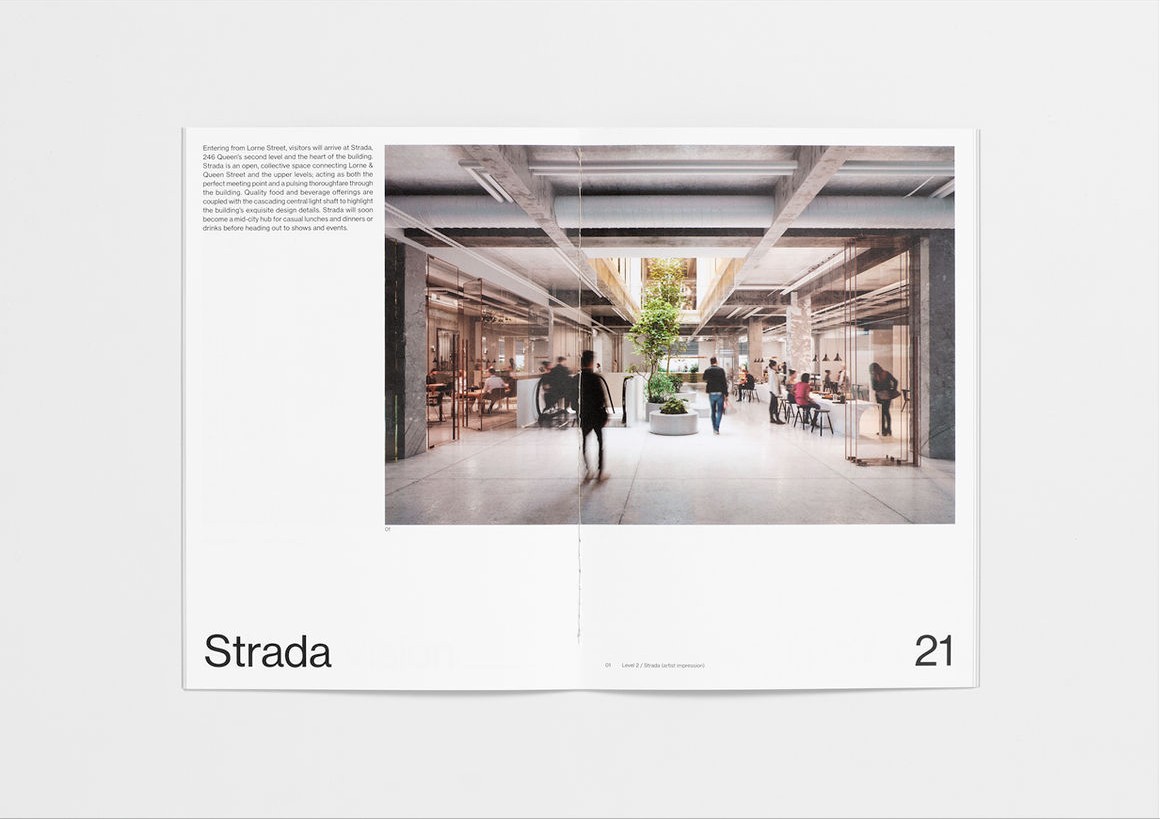 Entering from Lorne Street, visitors will arrive at Strada,
246 Queen's second level and the heart of the building.
Strada is an open, collective space connecting Lorne &
Queen Street and the upper levels; acting as both the
perfect meeting point and a pulsing thoroughfare through
the building. Quality food and beverage offerings are
coupled with the cascading central light shaft to highlight
the building's exquisite design details. Strada will soon
become a mid-city hub for casual lunches and dinners or
drinks before heading out to shows and events.
01
Strada
01 Level 2 / Strada (artist impression)
21